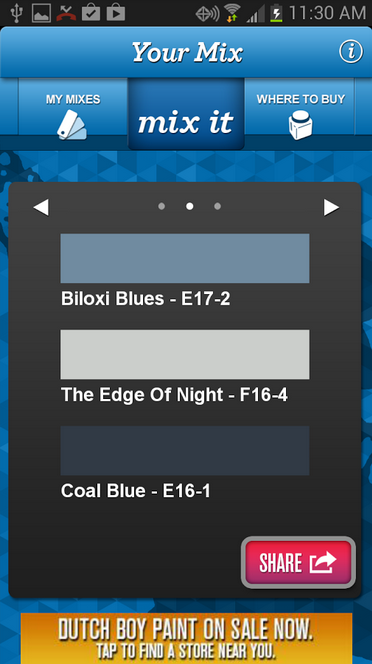 11:30 AM
Your Mix
i
MY MIXES
mix it
WHERE TO BUY
Biloxi Blues - E17-2
The Edge Of Night - F16-4
Coal Blue - E16-1
SHARE
DUTCH BOY PAINT ON SALE NOW.
TAP TO FIND A STORE NEAR YOU.